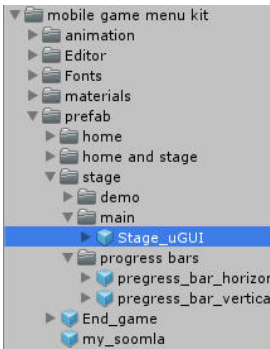 mobile game menu kit
animation
Editor
Fonts
materials
prefab
home
home and stage
stage
demo
main
Stage_uGUI
progress bars
pregress_bar_horizor
pregress_bar_vertica
End_game
my_soomla